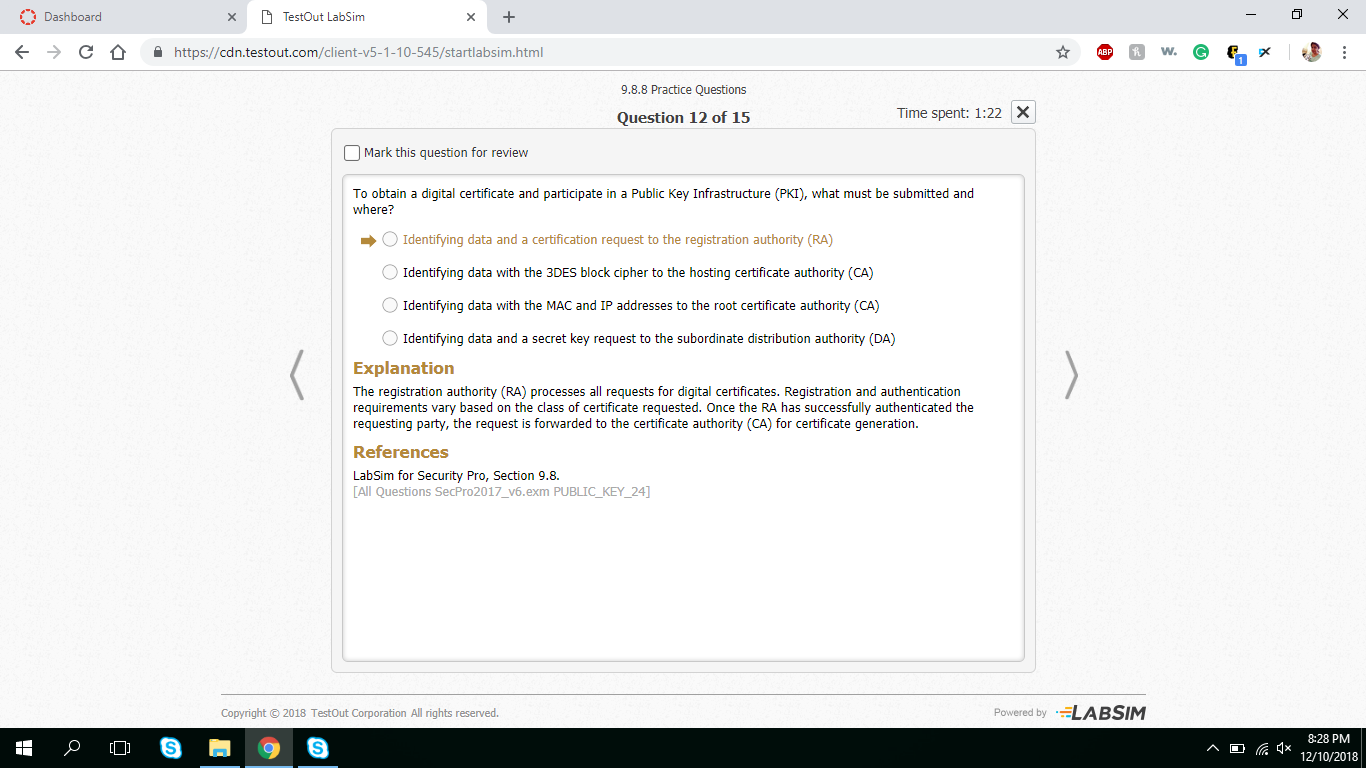 Dashboard
TestOut LabSim
https://cdn.testout.com/client-v5-1-10-545/startlabsim.html
ABP
w.
1
9.8.8 Practice Questions
Question 12 of 15
Time spent: 1:22
Mark this question for review
To obtain a digital certificate and participate in a Public Key Infrastructure (PKI), what must be submitted and
where?
Identifying data and a certification request to the registration authority (RA)
Identifying data with the 3DES block cipher to the hosting certificate authority (CA)
Identifying data with the MAC and IP addresses to the root certificate authority (CA)
Identifying data and a secret key request to the subordinate distribution authority (DA)
Explanation
The registration authority (RA) processes all requests for digital certificates. Registration and authentication
requirements vary based on the class of certificate requested. Once the RA has successfully authenticated the
requesting party, the request is forwarded to the certificate authority (CA) for certificate generation.
References
LabSim for Security Pro, Section 9.8.
[All Questions SecPro2017_v6.exm PUBLIC_KEY_24]
Copyright © 2018 TestOut Corporation All rights reserved.
Powered by LABSIM
8:28 PM
12/10/2018